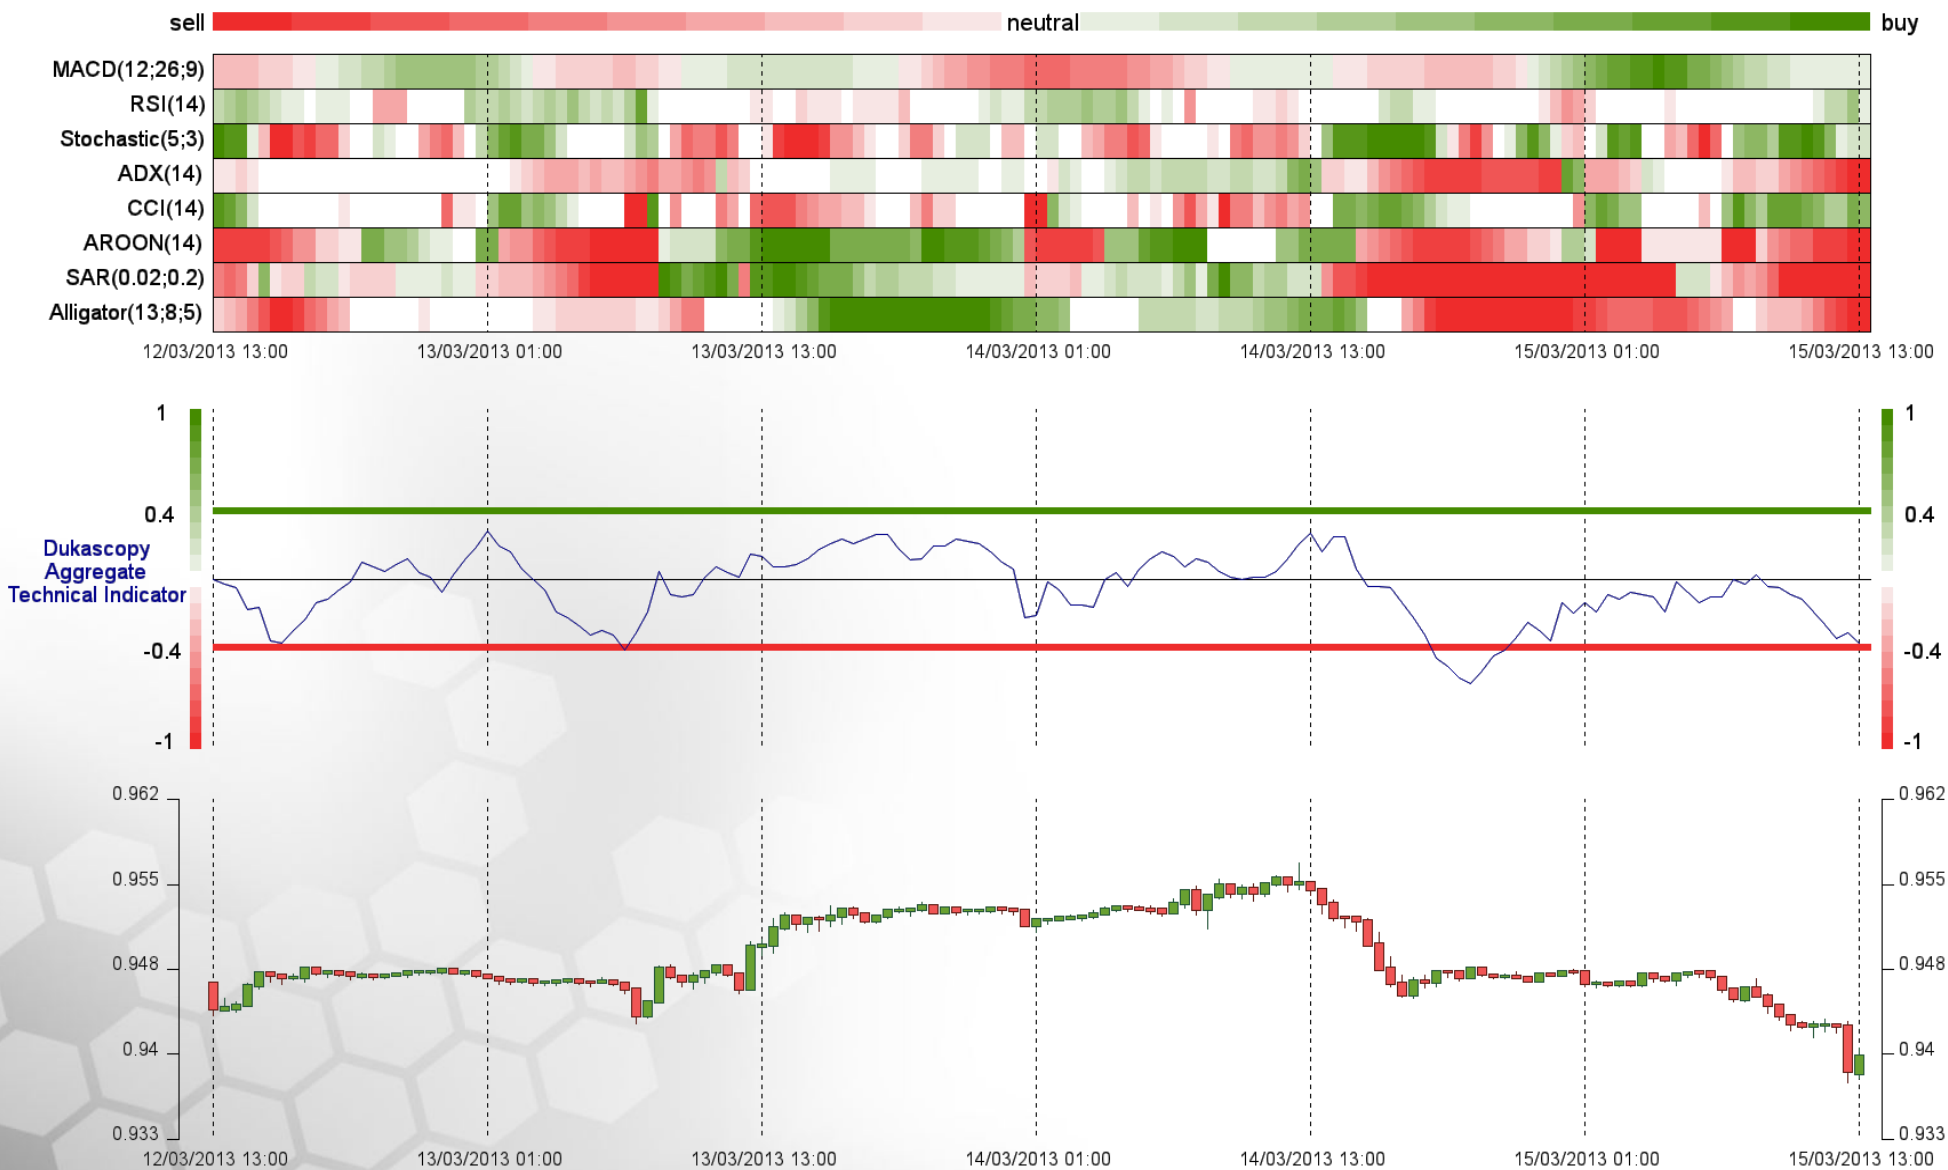 sell neutral buy
MACD(12;26;9)
RSI(14)
Stochastic(5;3)
ADX(14)
CCI(14)
AROON(14)
SAR(0.02;0.2)
Alligator(13;8;5)
12/03/2013 13:00 13/03/2013 01:00 13/03/2013 13:00 14/03/2013 01:00 14/03/2013 13:00 15/03/2013 01:00 15/03/2013 13:00
1 1
0.4 0.4
Dukascopy
Aggregate
Technical Indicator
-0.4 -0.4
-1 -1
0.962 0.962
0.955 0.955
0.948 0.948
0.94 0.94
0.933 0.933
12/03/2013 13:00 13/03/2013 01:00 13/03/2013 13:00 14/03/2013 01:00 14/03/2013 13:00 15/03/2013 01:00 15/03/2013 13:00